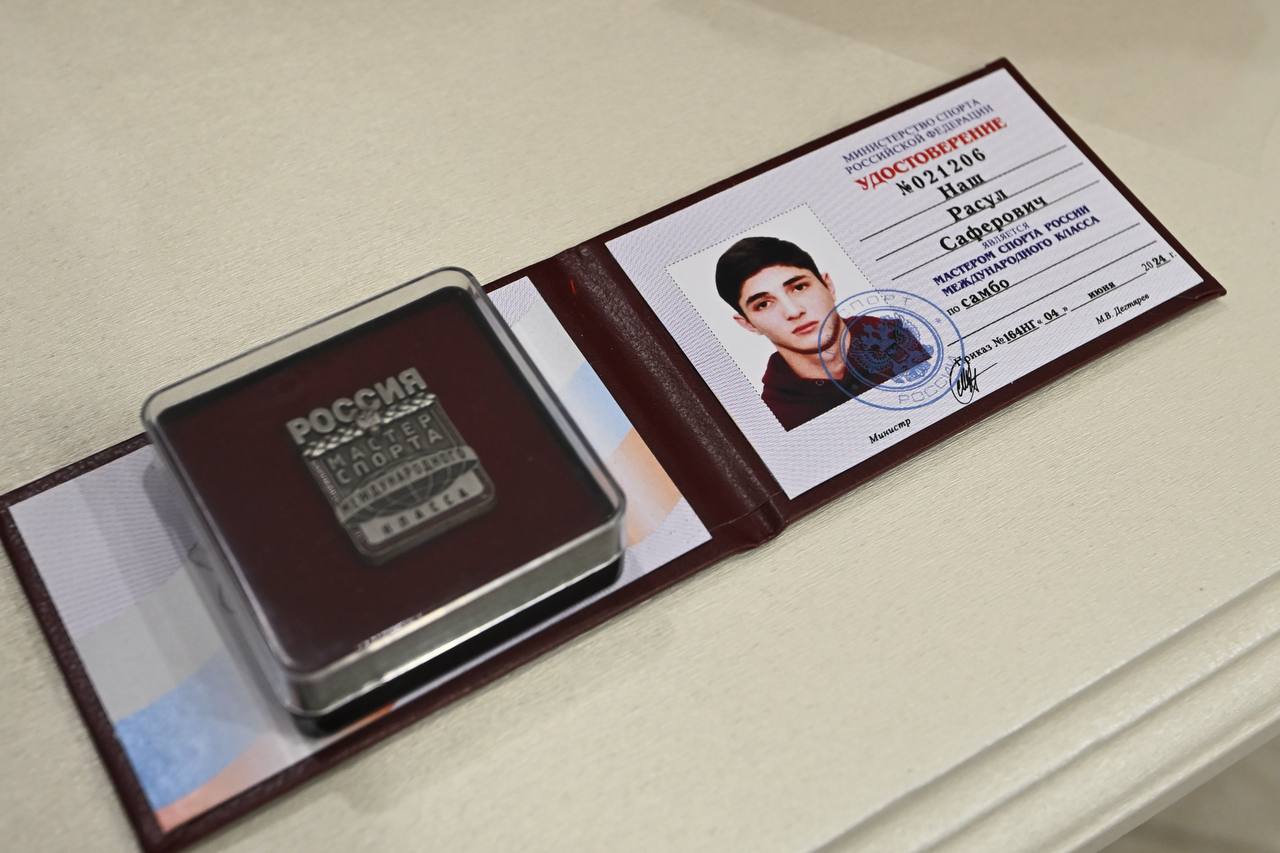 РОССИЯ
МАСТЕР
СПОРТА
МЕЖДУНАРОДНОГО
КЛАССА
МИНИСТЕРСТВО СПОРТА
РОССИЙСКОЙ ФЕДЕРАЦИИ
УДОСТОВЕРЕНИЕ
№021206
Наш
Расул
Саферович
ЯВЛЯЕТСЯ
МАСТЕРОМ СПОРТА РОССИИ
МЕЖДУНАРОДНОГО КЛАССА
по самбо
Приказ №164НГ « 04 » июня 2024 г.
Министр М.В. Дегтярев